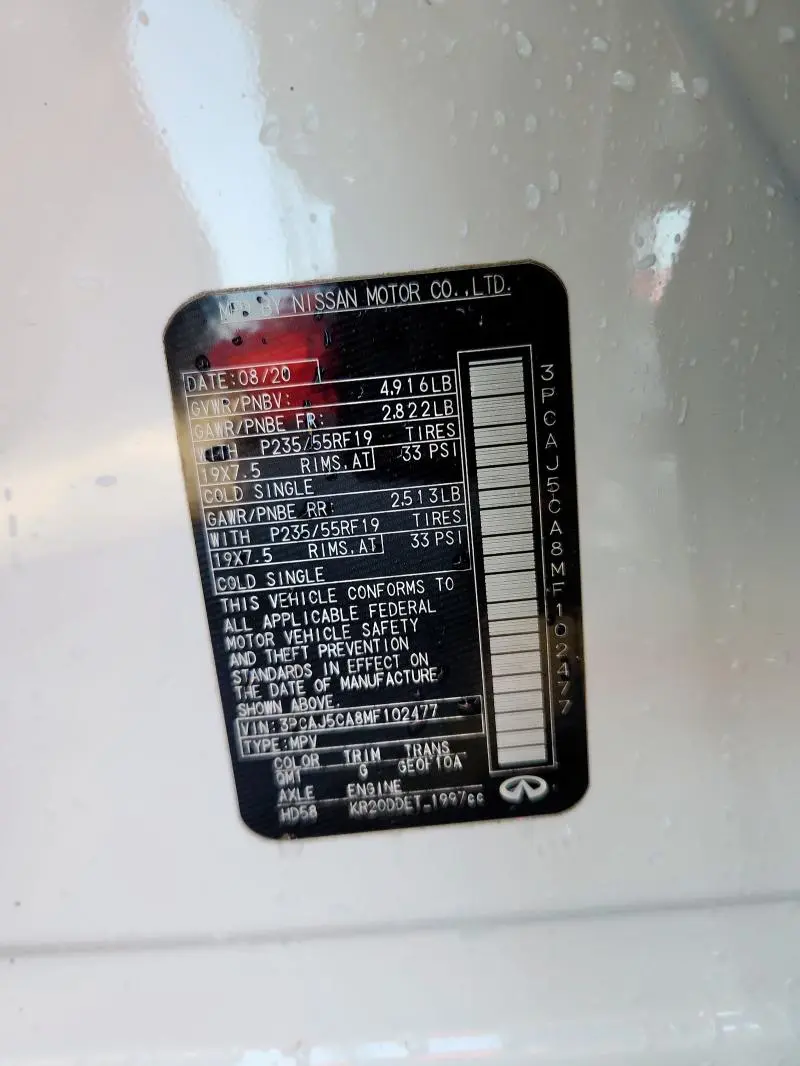 MFD BY NISSAN MOTOR CO.,LTD.
DATE:08/20
GVWR/PNBV: 4,916LB
GAWR/PNBE FR: 2,822LB
WITH P235/55RF19 TIRES
19X7.5 RIMS,AT 33 PSI
COLD SINGLE
GAWR/PNBE RR: 2,513LB
WITH P235/55RF19 TIRES
19X7.5 RIMS,AT 33 PSI
COLD SINGLE
THIS VEHICLE CONFORMS TO
ALL APPLICABLE FEDERAL
MOTOR VEHICLE SAFETY
AND THEFT PREVENTION
STANDARDS IN EFFECT ON
THE DATE OF MANUFACTURE
SHOWN ABOVE.
VIN:3PCAJ5CA8MF102477
TYPE:MPV
COLOR TRIM TRANS
QM1 G GE0F10A
AXLE ENGINE
HD58 KR20DDET 1997cc
3PCAJ5CA8MF102477